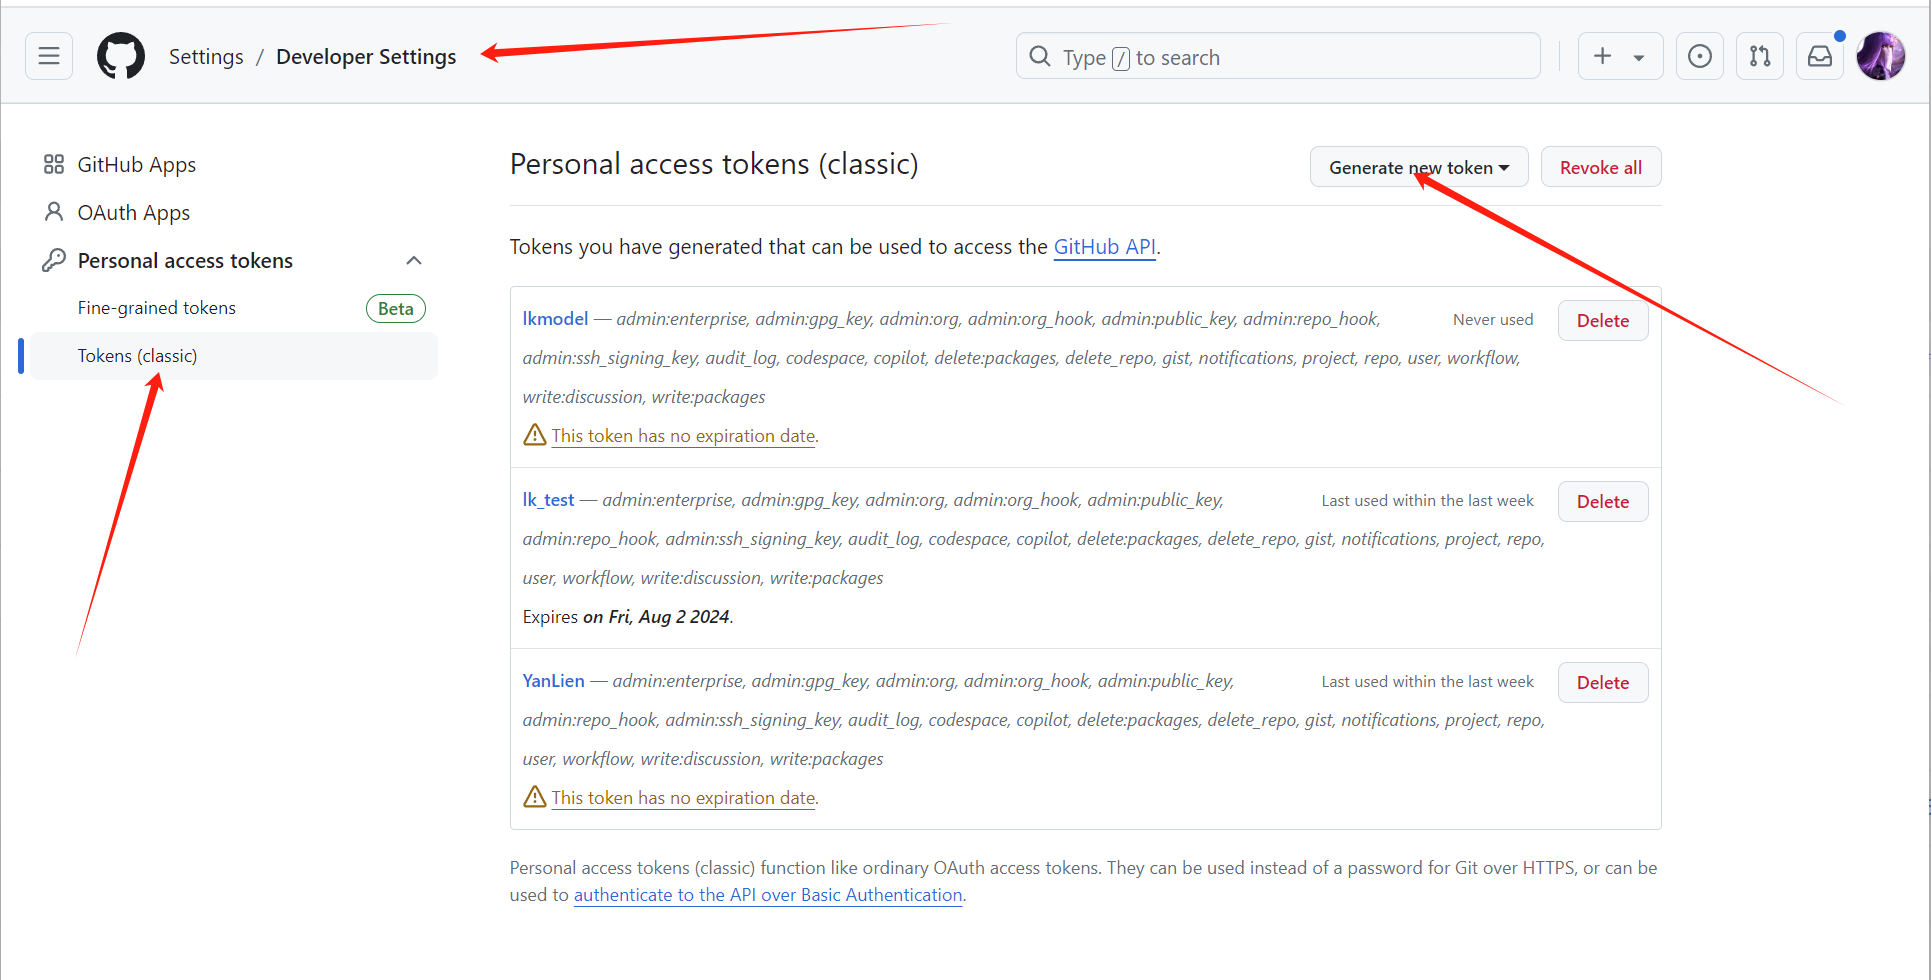 Settings / Developer Settings
Type / to search
GitHub Apps
OAuth Apps
Personal access tokens
Fine-grained tokens
Beta
Tokens (classic)
Personal access tokens (classic)
Generate new token
Revoke all
Tokens you have generated that can be used to access the GitHub API.
lkmodel — admin:enterprise, admin:gpg_key, admin:org, admin:org_hook, admin:public_key, admin:repo_hook,
Never used
Delete
admin:ssh_signing_key, audit_log, codespace, copilot, delete:packages, delete_repo, gist, notifications, project, repo, user, workflow,
write:discussion, write:packages
This token has no expiration date.
lk_test — admin:enterprise, admin:gpg_key, admin:org, admin:org_hook, admin:public_key,
Last used within the last week
Delete
admin:repo_hook, admin:ssh_signing_key, audit_log, codespace, copilot, delete:packages, delete_repo, gist, notifications, project, repo,
user, workflow, write:discussion, write:packages
Expires on Fri, Aug 2 2024.
YanLien — admin:enterprise, admin:gpg_key, admin:org, admin:org_hook, admin:public_key,
Last used within the last week
Delete
admin:repo_hook, admin:ssh_signing_key, audit_log, codespace, copilot, delete:packages, delete_repo, gist, notifications, project, repo,
user, workflow, write:discussion, write:packages
This token has no expiration date.
Personal access tokens (classic) function like ordinary OAuth access tokens. They can be used instead of a password for Git over HTTPS, or can be
used to authenticate to the API over Basic Authentication.